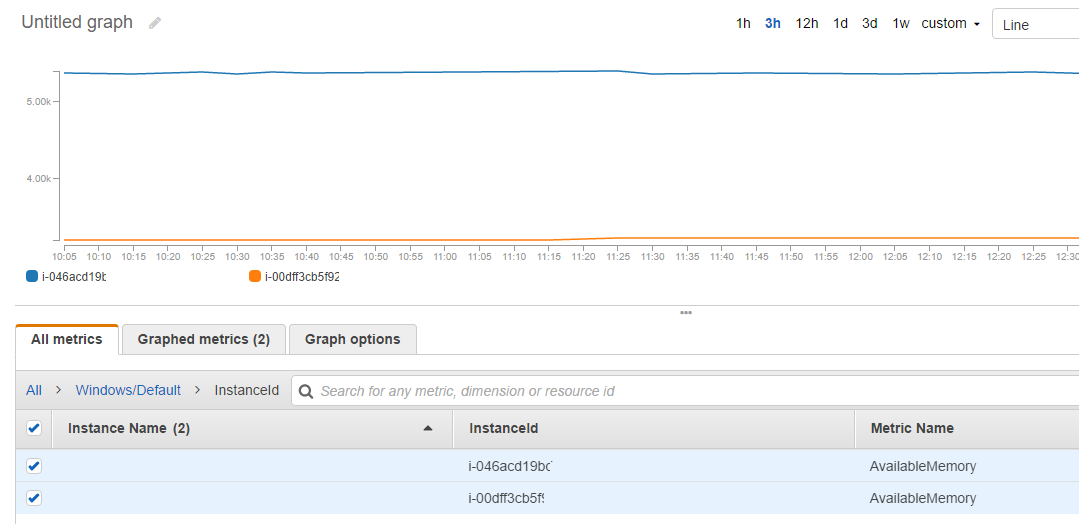 Untitled graph 1h 3h 12h 1d 3d 1w custom Line
5.00k
4.00k
10:05 10:10 10:15 10:20 10:25 10:30 10:35 10:40 10:45 10:50 10:55 11:00 11:05 11:10 11:15 11:20 11:25 11:30 11:35 11:40 11:45 11:50 11:55 12:00 12:05 12:10 12:15 12:20 12:25 12:30
i-046acd19b i-00dff3cb5f92
All metrics Graphed metrics (2) Graph options
All > Windows/Default > InstanceId Search for any metric, dimension or resource id
Instance Name (2) InstanceId Metric Name
i-046acd19b AvailableMemory
i-00dff3cb5f AvailableMemory